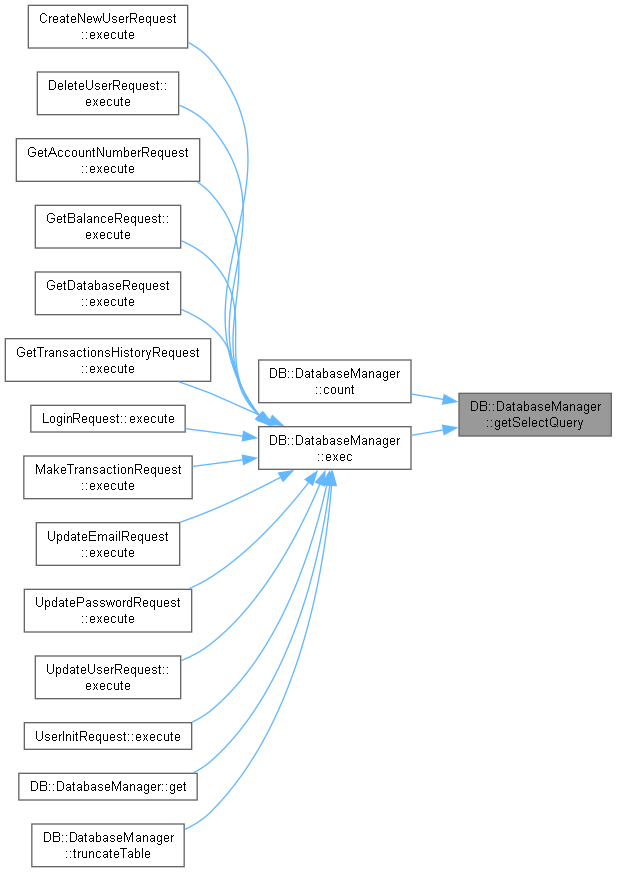 CreateNewUserRequest
::execute
DeleteUserRequest::
execute
GetAccountNumberRequest
::execute
GetBalanceRequest::
execute
GetDatabaseRequest
::execute
GetTransactionsHistoryRequest
::execute
LoginRequest::execute
MakeTransactionRequest
::execute
UpdateEmailRequest
::execute
UpdatePasswordRequest
::execute
UpdateUserRequest::
execute
UserInitRequest::execute
DB::DatabaseManager::get
DB::DatabaseManager
::truncateTable
DB::DatabaseManager
::count
DB::DatabaseManager
::exec
DB::DatabaseManager
::getSelectQuery